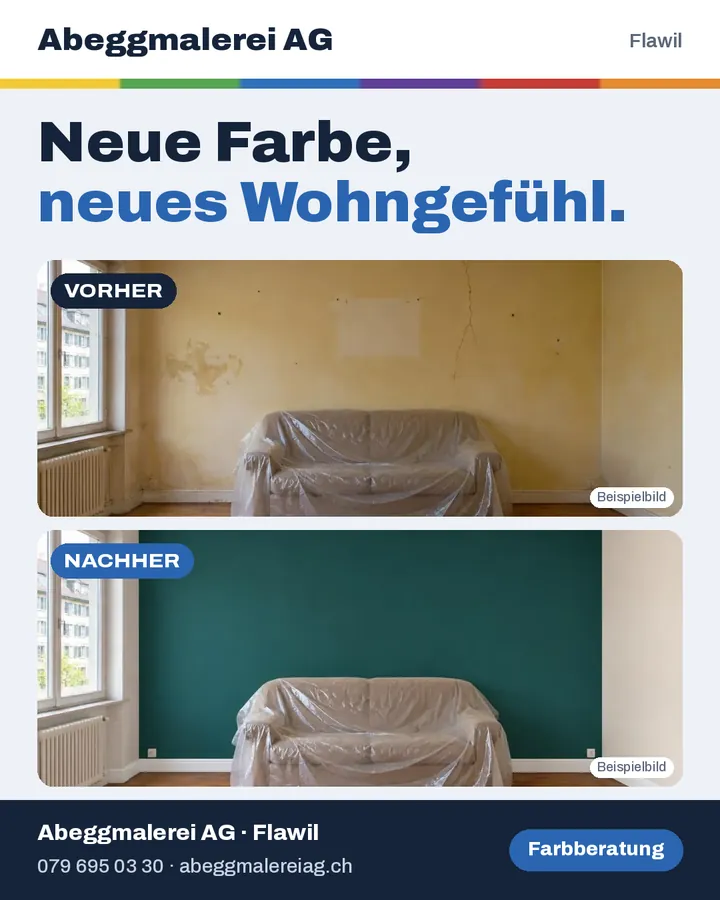 Abeggmalerei AG
Flawil
Neue Farbe,
neues Wohngefühl.
VORHER
Beispielbild
NACHHER
Beispielbild
Abeggmalerei AG · Flawil
079 695 03 30 · abeggmalereiag.ch
Farbberatung